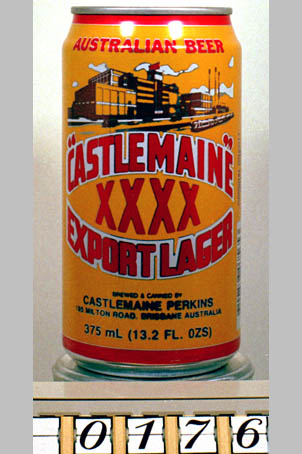 AUSTRALIAN BEER
"CASTLEMAINE"
XXXX
EXPORT LAGER
BREWED & CANNED BY
CASTLEMAINE PERKINS
185 MILTON ROAD, BRISBANE AUSTRALIA
375 mL (13.2 FL. OZS)
0176